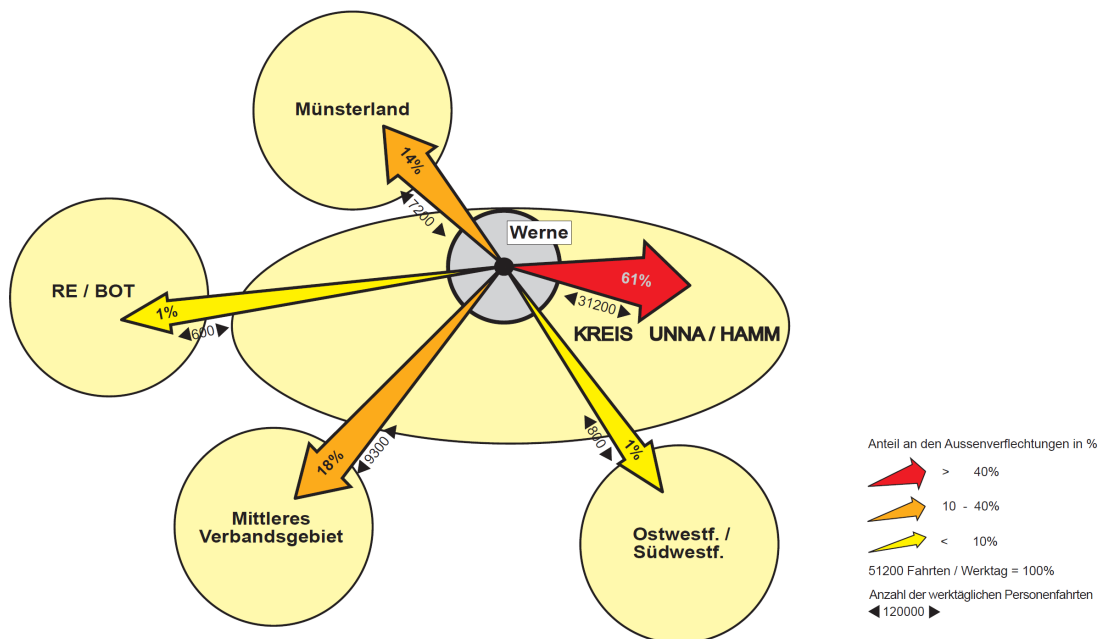 Münsterland
14%
7200
Werne
RE / BOT
1%
600
61%
31200
KREIS UNNA / HAMM
18%
9300
Mittleres
Verbandsgebiet
800
1%
Ostwestf. /
Südwestf.
Anteil an den Aussenverflechtungen in %
> 40%
10 - 40%
< 10%
51200 Fahrten / Werktag = 100%
Anzahl der werktäglichen Personenfahrten
120000